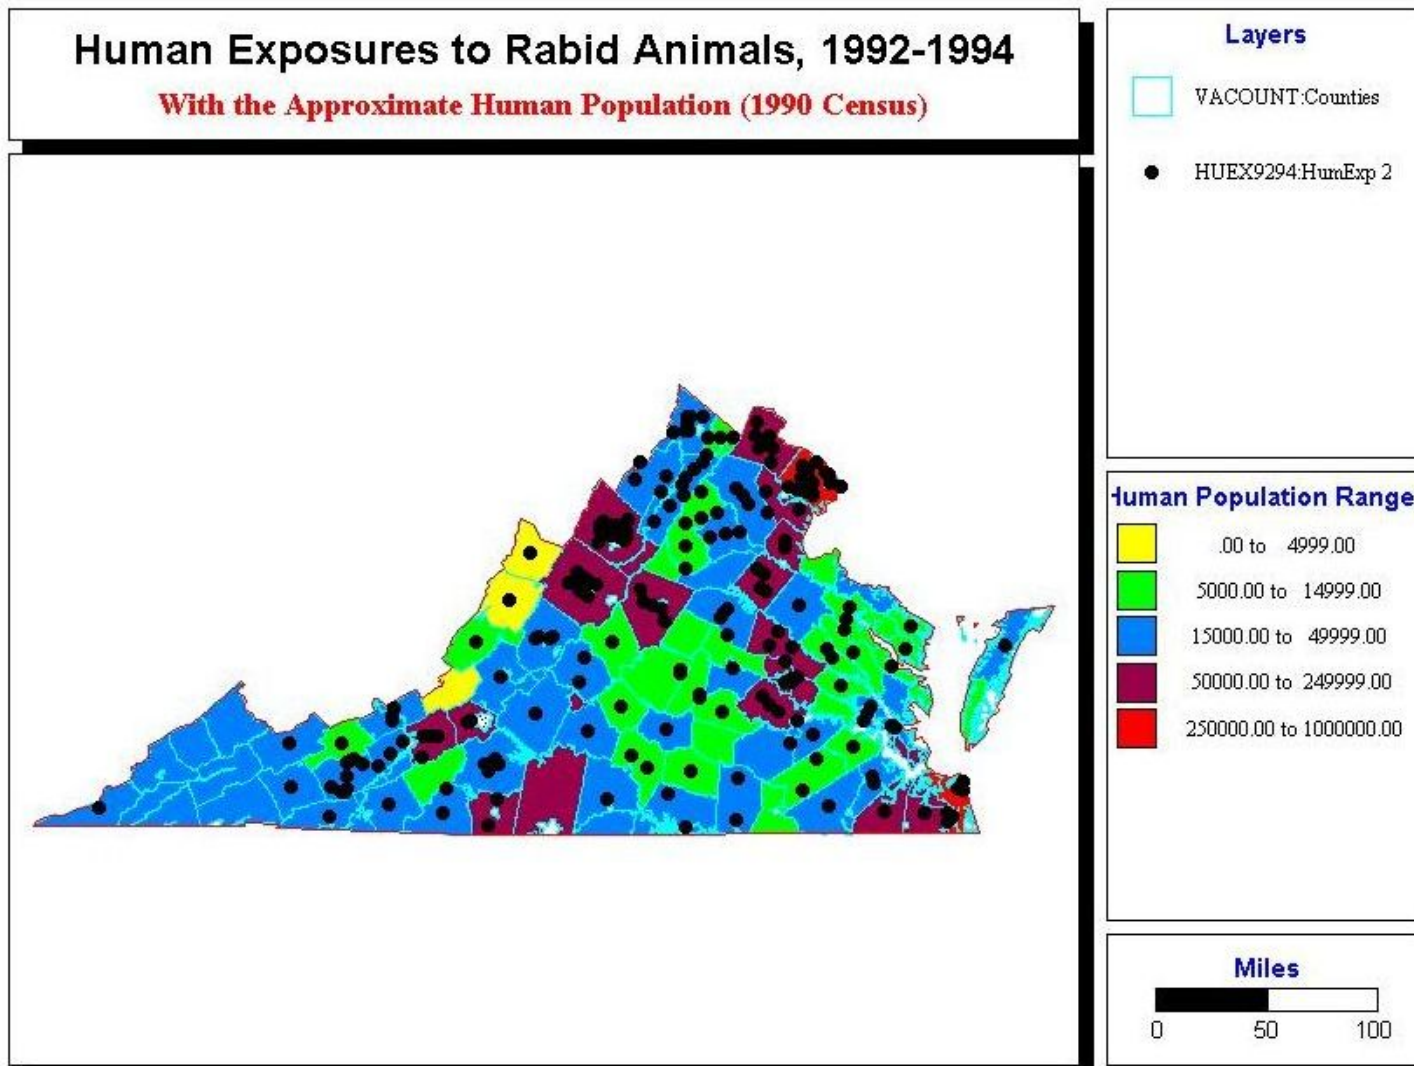 Human Exposures to Rabid Animals, 1992-1994
With the Approximate Human Population (1990 Census)
Layers
VACOUNT:Counties
HUEX9294:HumExp 2
Human Population Range
.00 to 4999.00
5000.00 to 14999.00
15000.00 to 49999.00
50000.00 to 249999.00
250000.00 to 1000000.00
Miles
0 50 100